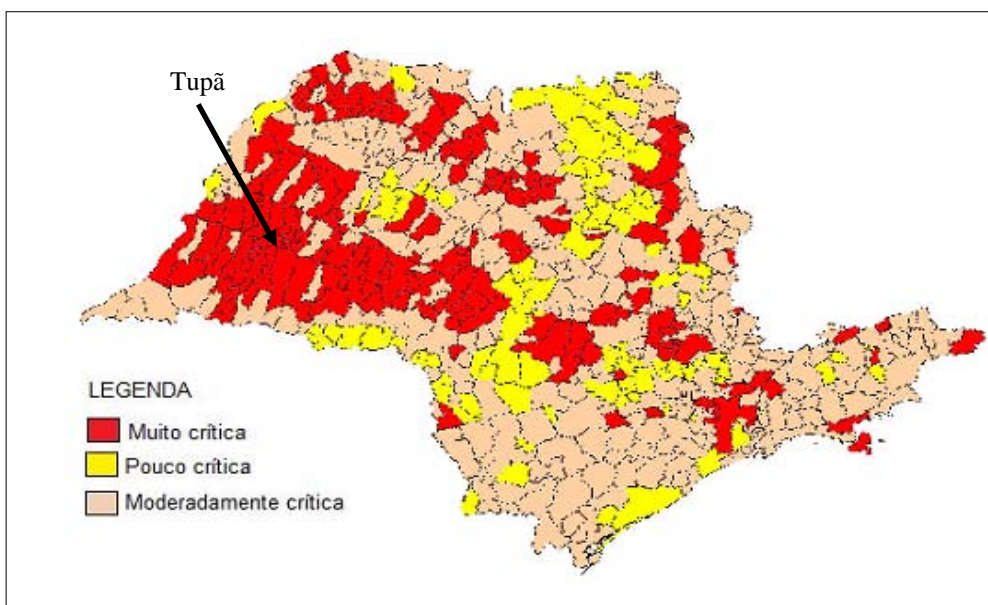 Tupã
LEGENDA
Muito crítica
Pouco crítica
Moderadamente crítica